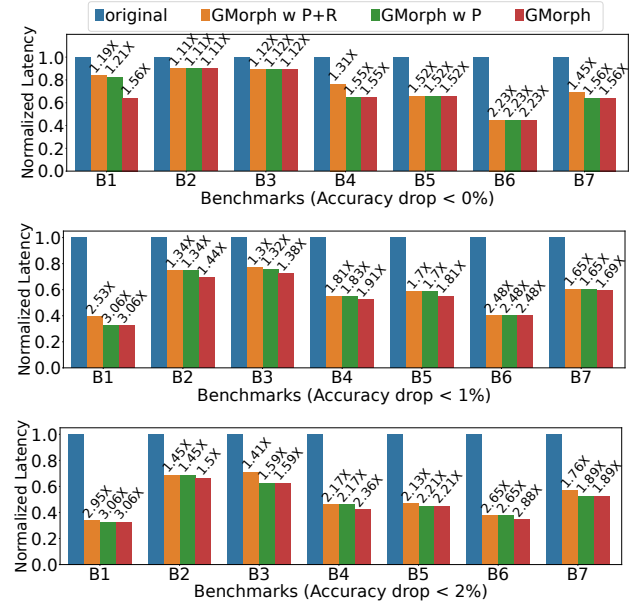 original GMorph w P+R GMorph w P GMorph
Normalized Latency
1.0
0.8
0.6
0.4
0.2
0.0
1.19X 1.21X 1.56X
1.11X 1.11X 1.11X
1.12X 1.12X 1.12X
1.31X 1.55X 1.55X
1.52X 1.52X 1.52X
2.23X 2.23X 2.23X
1.45X 1.56X 1.56X
B1 B2 B3 B4 B5 B6 B7
Benchmarks (Accuracy drop < 0%)
Normalized Latency
1.0
0.8
0.6
0.4
0.2
0.0
2.53X 3.06X 3.06X
1.34X 1.34X 1.44X
1.3X 1.32X 1.38X
1.81X 1.83X 1.91X
1.7X 1.7X 1.81X
2.48X 2.48X 2.48X
1.65X 1.65X 1.69X
B1 B2 B3 B4 B5 B6 B7
Benchmarks (Accuracy drop < 1%)
Normalized Latency
1.0
0.8
0.6
0.4
0.2
0.0
2.95X 3.06X 3.06X
1.45X 1.45X 1.5X
1.41X 1.59X 1.59X
2.17X 2.17X 2.36X
2.13X 2.21X 2.21X
2.65X 2.65X 2.88X
1.76X 1.89X 1.89X
B1 B2 B3 B4 B5 B6 B7
Benchmarks (Accuracy drop < 2%)